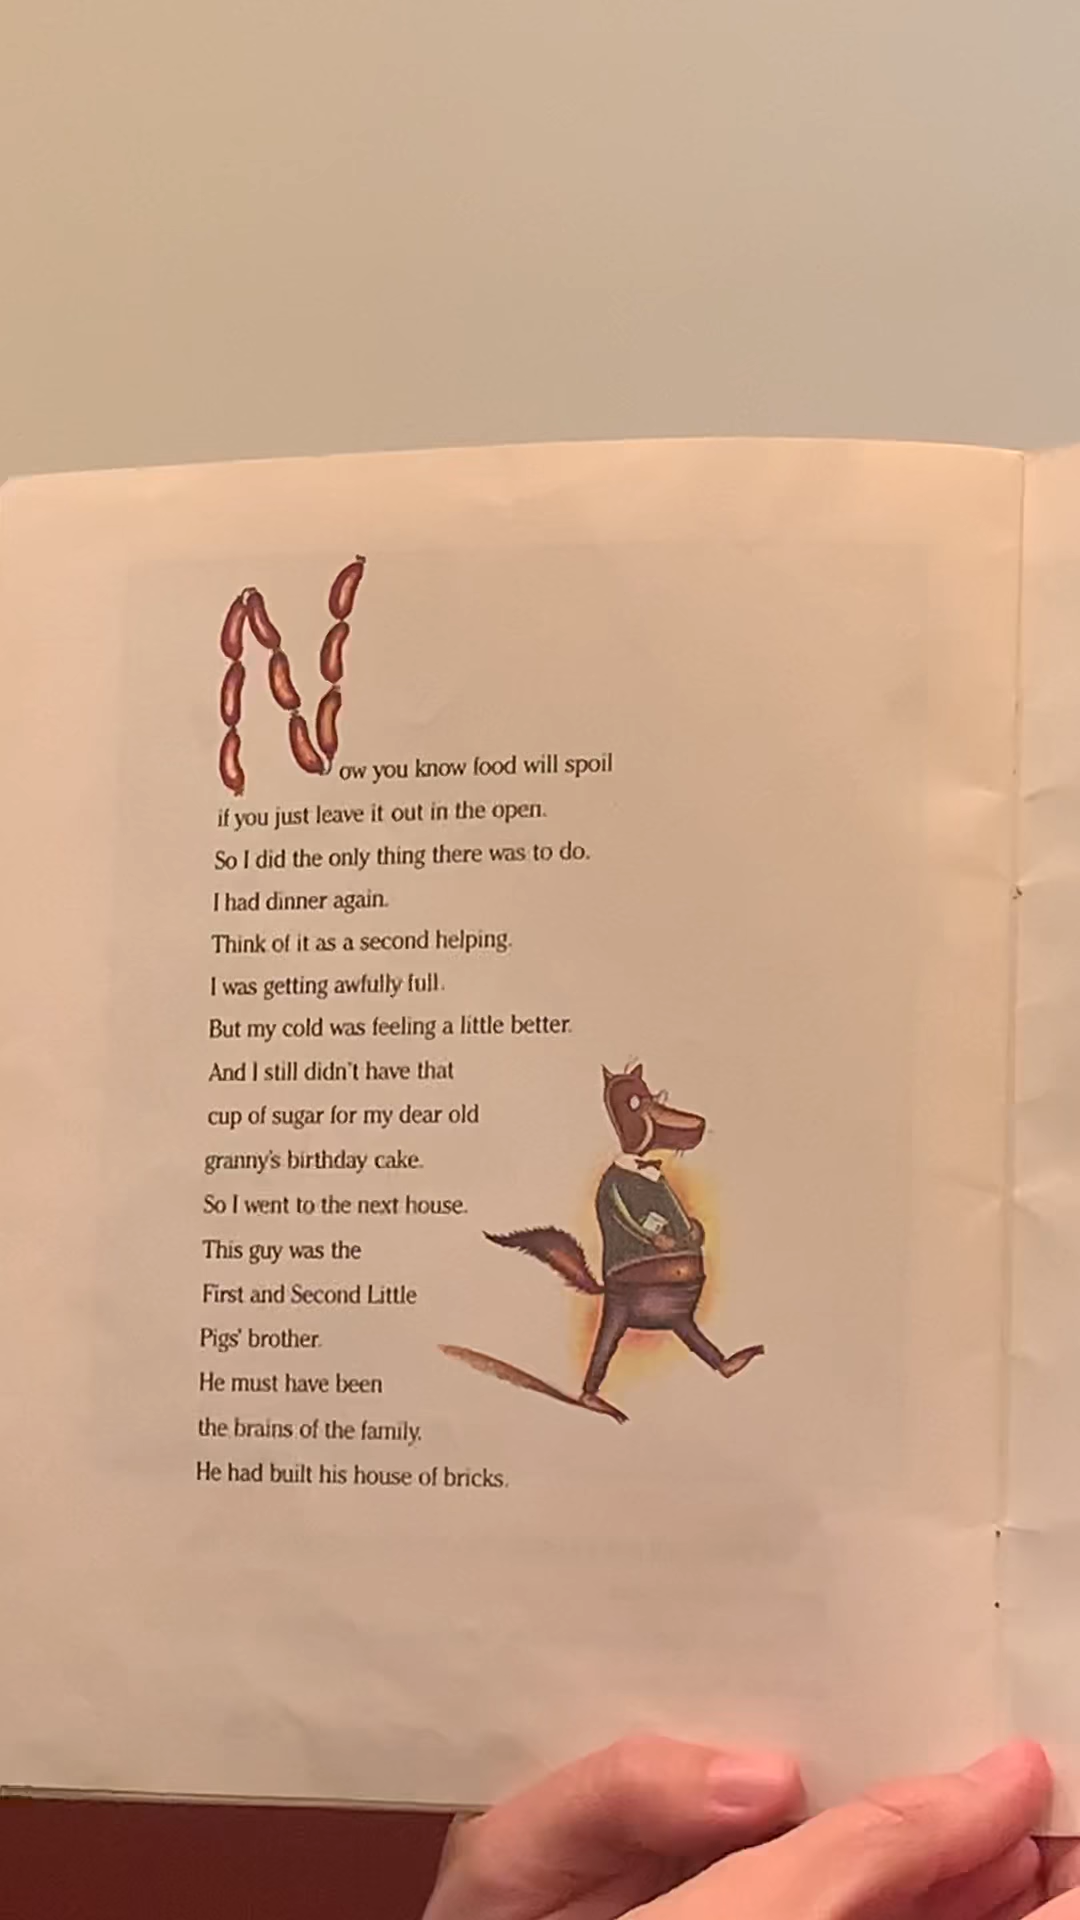 Now you know food will spoil
if you just leave it out in the open.
So I did the only thing there was to do.
I had dinner again.
Think of it as a second helping.
I was getting awfully full.
But my cold was feeling a little better.
And I still didn't have that
cup of sugar for my dear old
granny's birthday cake.
So I went to the next house.
This guy was the
First and Second Little
Pigs' brother.
He must have been
the brains of the family.
He had built his house of bricks.